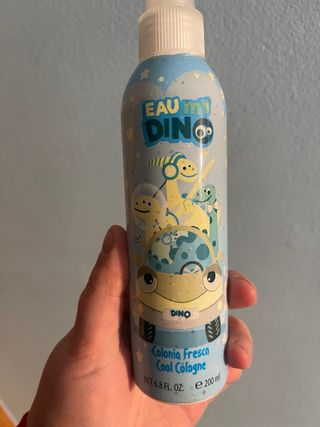 EAU my
DINO
DINO
Colonia Fresca
Cool Cologne
NET 6.8 FL. OZ. e 200 ml